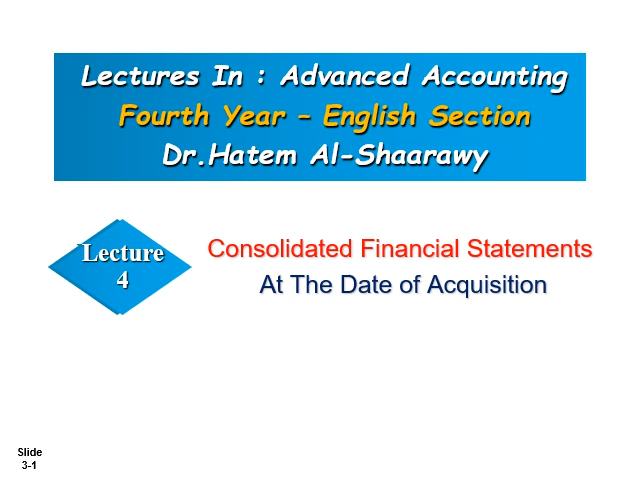 Lectures In : Advanced Accounting
Fourth Year – English Section
Dr.Hatem Al-Shaarawy
Lecture
4
Consolidated Financial Statements
At The Date of Acquisition
Slide
3-1